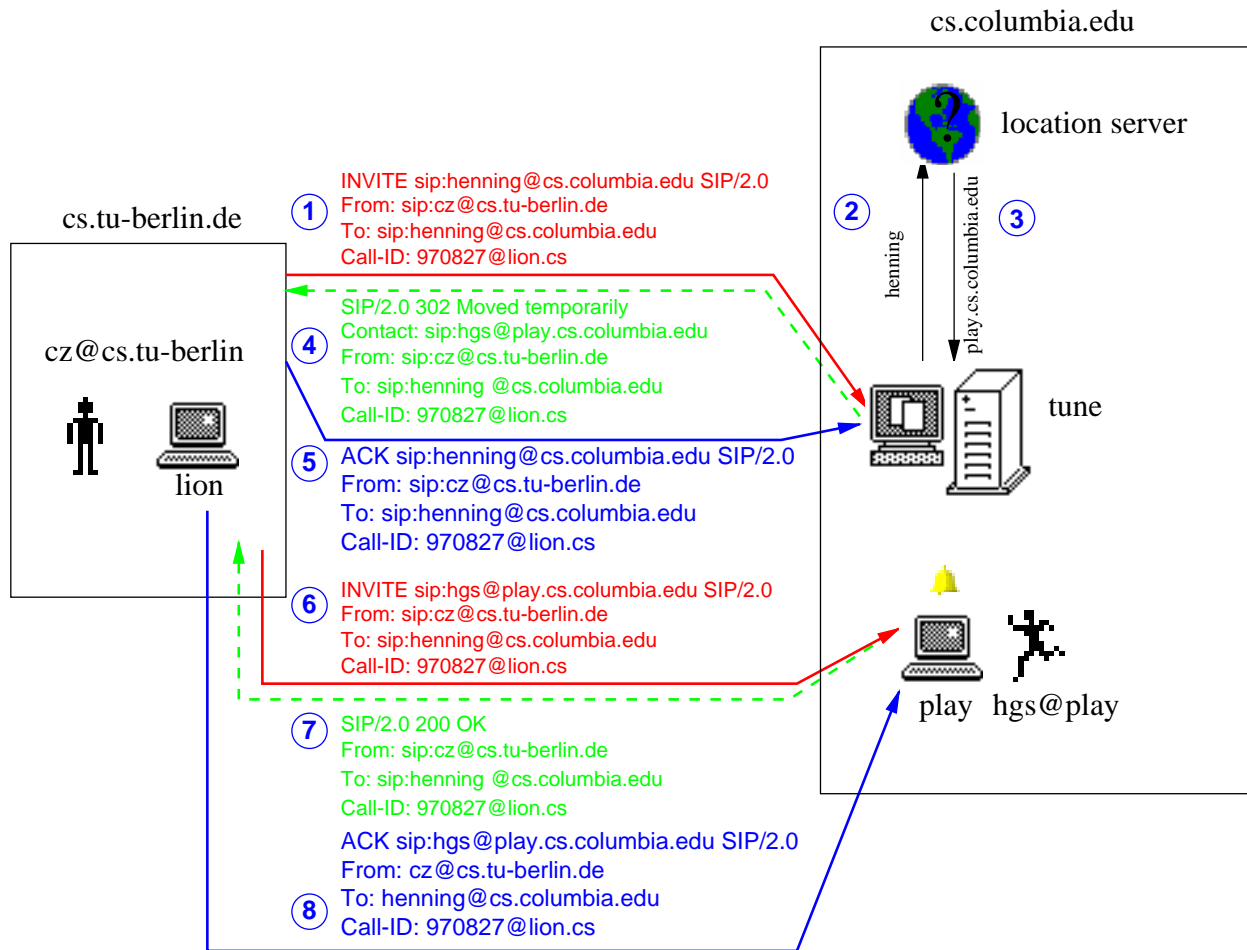 cs.columbia.edu
location server
INVITE sip:henning@cs.columbia.edu SIP/2.0
1
From: sip:cz@cs.tu-berlin.de
To: sip:henning@cs.columbia.edu
Call-ID: 970827@lion.cs
2
henning
play.cs.columbia.edu
3
cs.tu-berlin.de
cz@cs.tu-berlin
lion
SIP/2.0 302 Moved temporarily
4
Contact: sip:hgs@play.cs.columbia.edu
From: sip:cz@cs.tu-berlin.de
To: sip:henning @cs.columbia.edu
Call-ID: 970827@lion.cs
tune
5
ACK sip:henning@cs.columbia.edu SIP/2.0
From: sip:cz@cs.tu-berlin.de
To: sip:henning@cs.columbia.edu
Call-ID: 970827@lion.cs
6
INVITE sip:hgs@play.cs.columbia.edu SIP/2.0
From: sip:cz@cs.tu-berlin.de
To: sip:henning@cs.columbia.edu
Call-ID: 970827@lion.cs
play
hgs@play
7
SIP/2.0 200 OK
From: sip:cz@cs.tu-berlin.de
To: sip:henning @cs.columbia.edu
Call-ID: 970827@lion.cs
ACK sip:hgs@play.cs.columbia.edu SIP/2.0
From: cz@cs.tu-berlin.de
8
To: henning@cs.columbia.edu
Call-ID: 970827@lion.cs